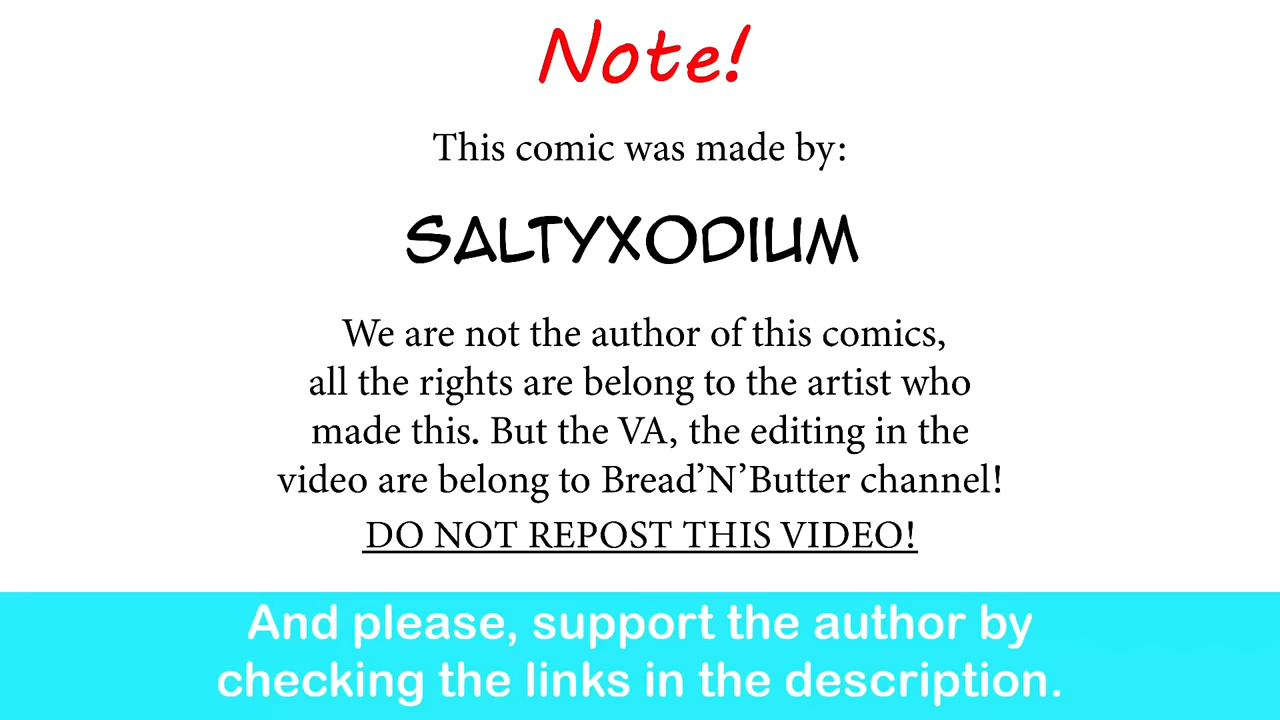 Note!
This comic was made by:
SALTYXODIUM
We are not the author of this comics,
all the rights are belong to the artist who
made this. But the VA, the editing in the
video are belong to Bread’N’Butter channel!
DO NOT REPOST THIS VIDEO!
And please, support the author by
checking the links in the description.